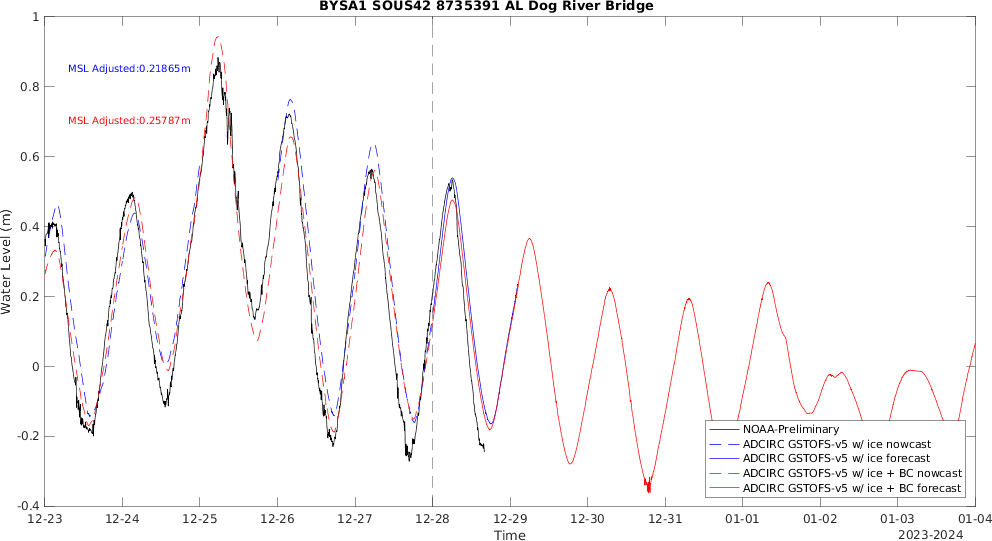 BYSA1 SOUS42 8735391 AL Dog River Bridge
1
0.8
0.6
0.4
0.2
0
-0.2
-0.4
Water Level (m)
MSL Adjusted:0.21865m
MSL Adjusted:0.25787m
NOAA-Preliminary
ADCIRC GSTOFS-v5 w/ ice nowcast
ADCIRC GSTOFS-v5 w/ ice forecast
ADCIRC GSTOFS-v5 w/ ice + BC nowcast
ADCIRC GSTOFS-v5 w/ ice + BC forecast
12-23 12-24 12-25 12-26 12-27 12-28 12-29 12-30 12-31 01-01 01-02 01-03 01-04
Time
2023-2024